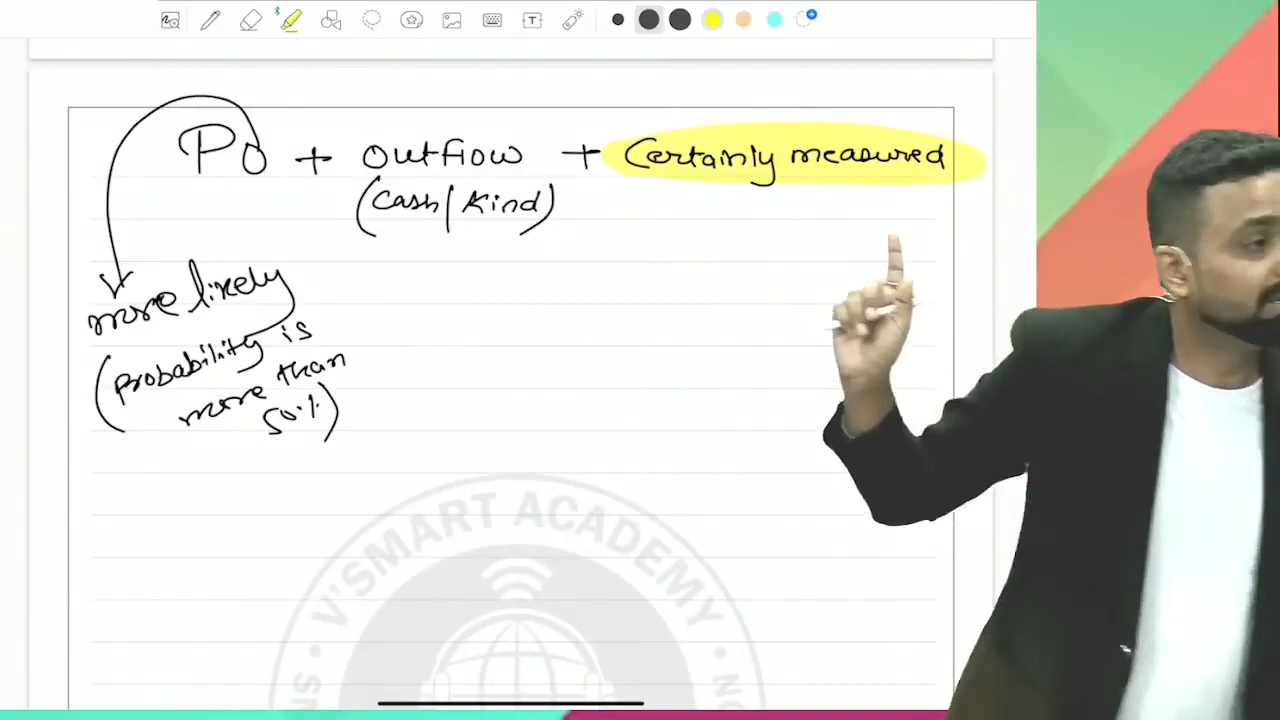 PO + Outflow + Certainly measured
(Cash / Kind)
more likely
(probability is
more than
50%)
V'SMART ACADEMY